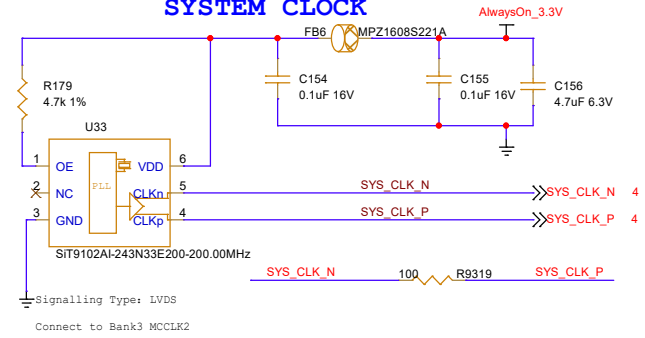 SYSTEM CLOCK
AlwaysOn_3.3V
FB6 MPZ1608S221A
R179
4.7k 1%
C154
0.1uF 16V
C155
0.1uF 16V
C156
4.7uF 6.3V
U33
1 OE VDD 6
2 NC PLL CLKn 5
3 GND CLKp 4
SYS_CLK_N SYS_CLK_N 4
SYS_CLK_P SYS_CLK_P 4
SiT9102AI-243N33E200-200.00MHz
SYS_CLK_N 100 R9319 SYS_CLK_P
Signalling Type: LVDS
Connect to Bank3 MCCLK2